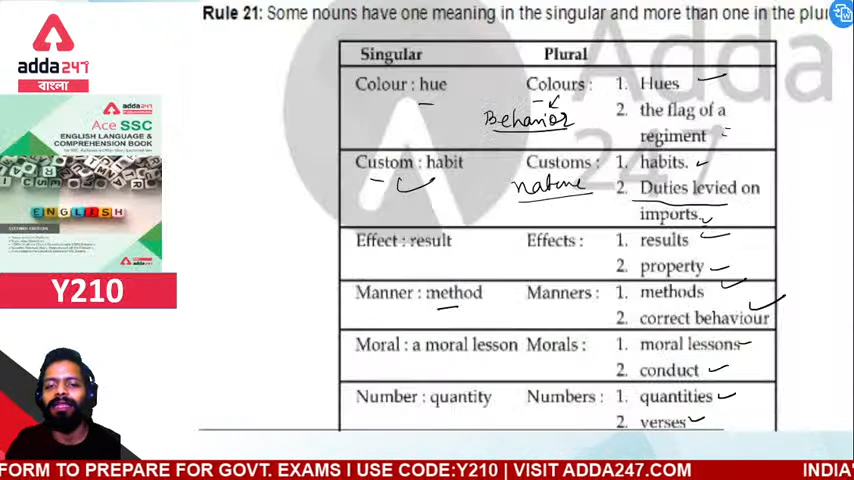 Rule 21: Some nouns have one meaning in the singular and more than one in the plur
adda247
বাংলা
adda247
Ace SSC
ENGLISH LANGUAGE &
COMPREHENSION BOOK
ENGLISH
SECOND EDITION
adda247
Y210
Adda
247
Singular Plural
Colour : hue Colours : 1. Hues
Behavior 2. the flag of a
regiment
Custom : habit Customs : 1. habits.
nature 2. Duties levied on
imports.
Effect : result Effects : 1. results
2. property
Manner : method Manners : 1. methods
2. correct behaviour
Moral : a moral lesson Morals : 1. moral lessons
2. conduct
Number : quantity Numbers : 1. quantities
2. verses
FORM TO PREPARE FOR GOVT. EXAMS I USE CODE:Y210 | VISIT ADDA247.COM INDIA'